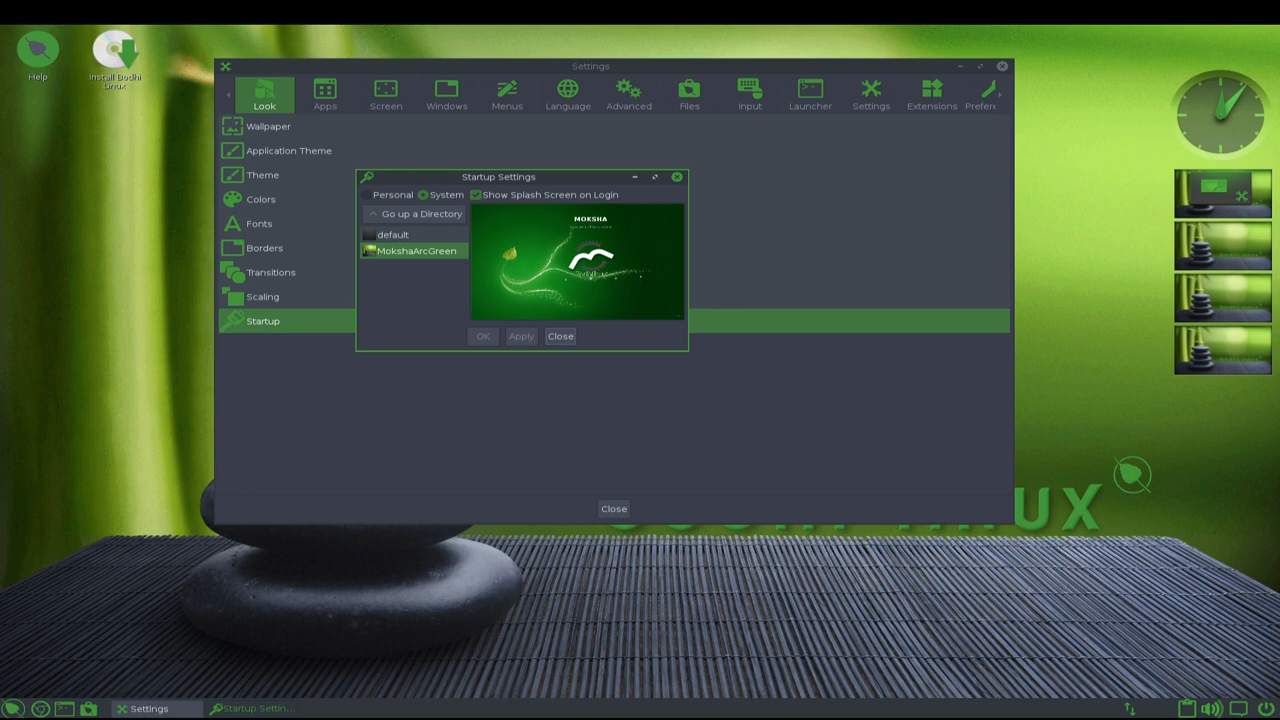 Help
Install Bodhi
Linux
Settings
Look
Apps
Screen
Windows
Menus
Language
Advanced
Files
Input
Launcher
Settings
Extensions
Prefere
Wallpaper
Application Theme
Theme
Colors
Fonts
Borders
Transitions
Scaling
Startup
Startup Settings
Personal
System
Show Splash Screen on Login
Go up a Directory
default
MokshaArcGreen
MOKSHA
OK
Apply
Close
Close
UX
Settings
Startup Settin...